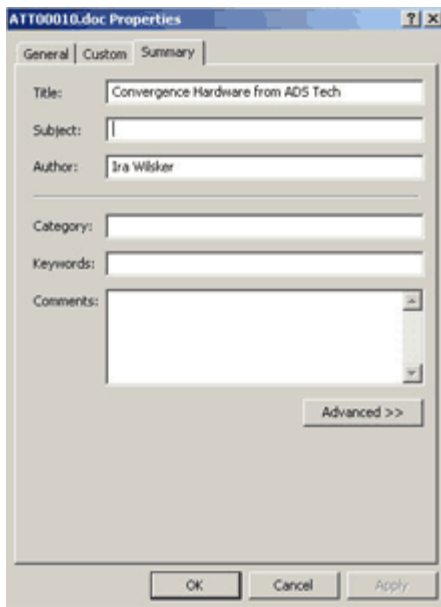 ATT00010.doc Properties
General Custom Summary
Title: Convergence Hardware from ADS Tech
Subject:
Author: Ira Wilsker
Category:
Keywords:
Comments:
Advanced >>
OK Cancel Apply